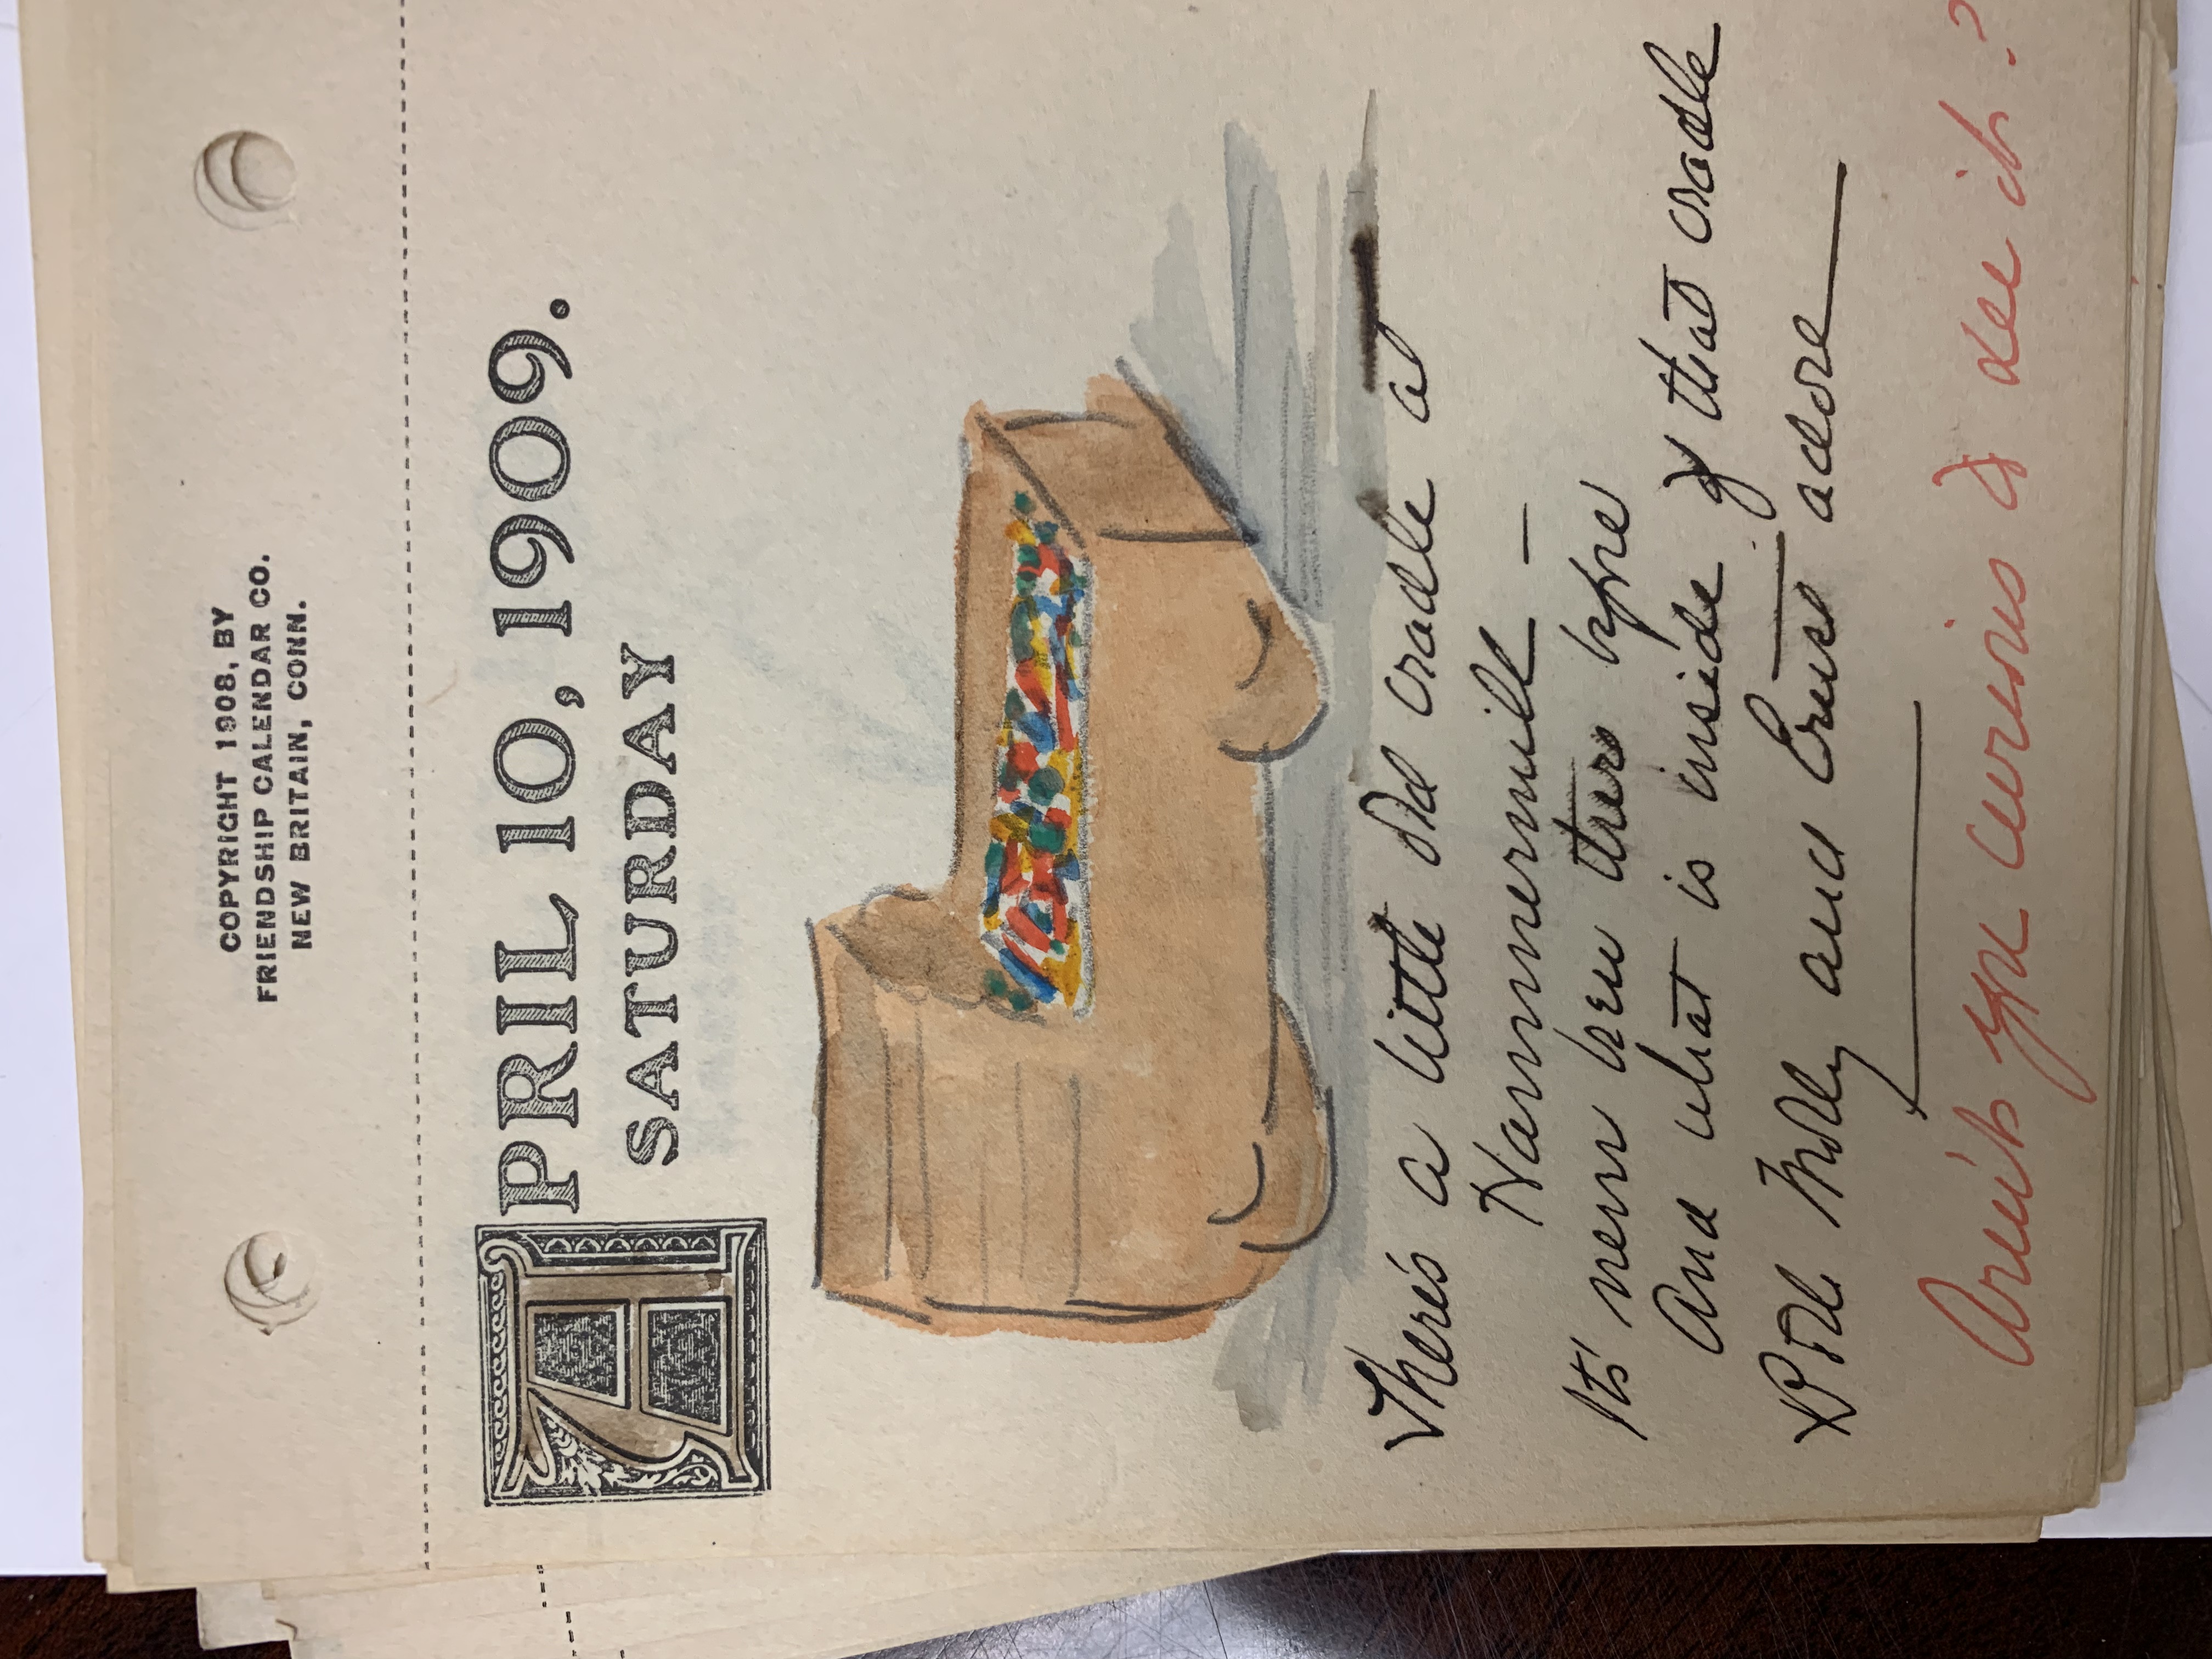 COPYRIGHT 1908, BY
FRIENDSHIP CALENDAR CO.
NEW BRITAIN, CONN.
APRIL 10, 1909.
SATURDAY
There's a little old cradle at
Hammermill –
It's never been there before
And what is inside of that cradle
Both Molly and Ernst adore
Aren't you curious to see it?